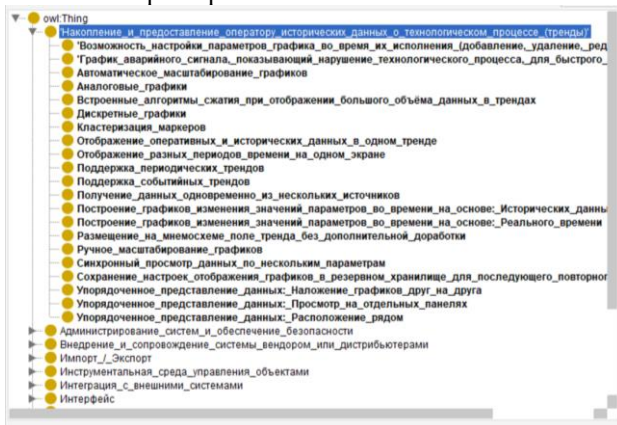 owl:Thing
'Накопление_и_предоставление_оператору_исторических_данных_о_технологическом_процессе_(тренды)'
'Возможность_настройки_параметров_графика_во_время_их_исполнения_(добавление,_удаление,_ред
'График_аварийного_сигнала,_показывающий_нарушение_технологического_процесса,_для_быстрого_
Автоматическое_масштабирование_графиков
Аналоговые_графики
Встроенные_алгоритмы_сжатия_при_отображении_большого_объёма_данных_в_трендах
Дискретные_графики
Кластеризация_маркеров
Отображение_оперативных_и_исторических_данных_в_одном_тренде
Отображение_разных_периодов_времени_на_одном_экране
Поддержка_периодических_трендов
Поддержка_событийных_трендов
Получение_данных_одновременно_из_нескольких_источников
Построение_графиков_изменения_значений_параметров_во_времени_на_основе:_Исторических_данны
Построение_графиков_изменения_значений_параметров_во_времени_на_основе:_Реального_времени
Размещение_на_мнемосхеме_поле_тренда_без_дополнительной_доработки
Ручное_масштабирование_графиков
Синхронный_просмотр_данных_по_нескольким_параметрам
Сохранение_настроек_отображения_графиков_в_резервном_хранилище_для_последующего_повторног
Упорядоченное_представление_данных:_Наложение_графиков_друг_на_друга
Упорядоченное_представление_данных:_Просмотр_на_отдельных_панелях
Упорядоченное_представление_данных:_Расположение_рядом
Администрирование_систем_и_обеспечение_безопасности
Внедрение_и_сопровождение_системы_вендором_или_дистрибьютерами
Импорт_/_Экспорт
Инструментальная_среда_управления_объектами
Интеграция_с_внешними_системами
Интерфейс